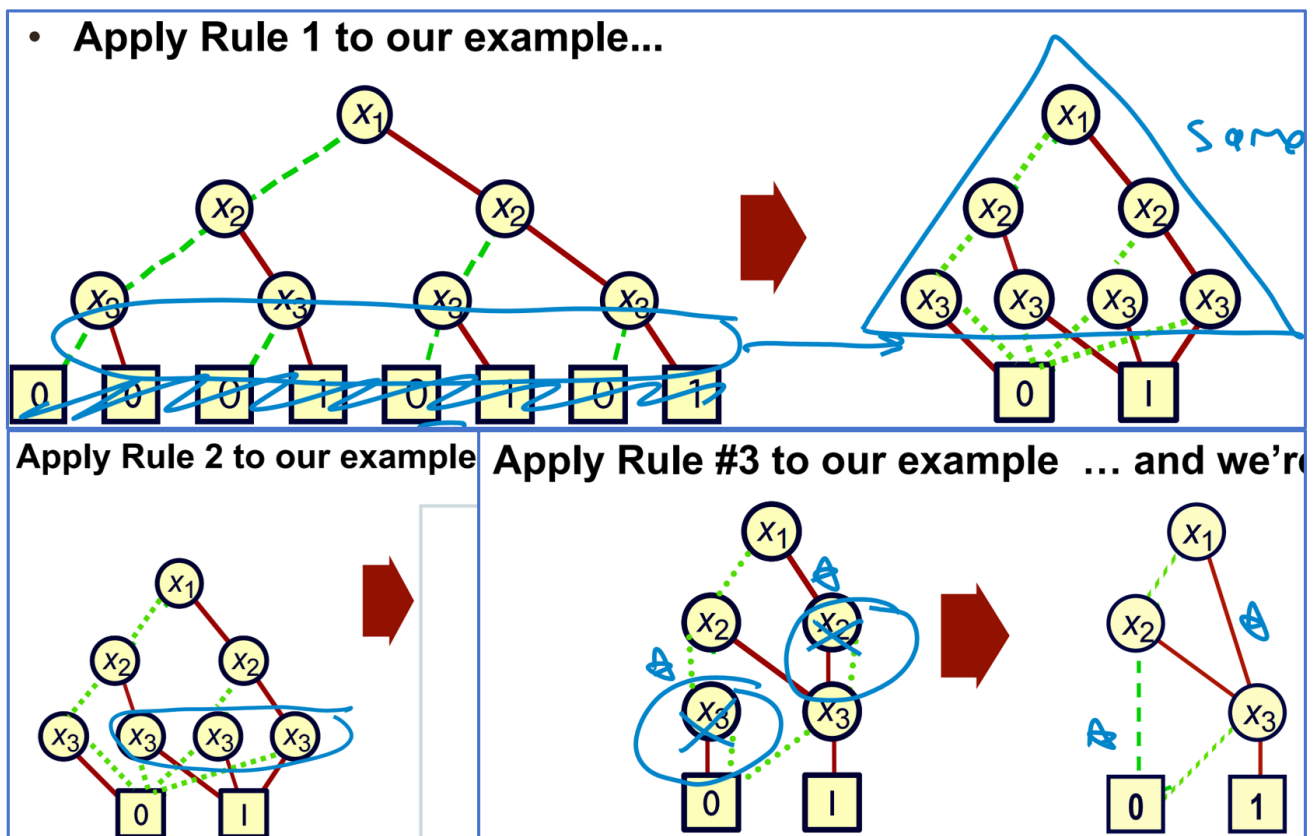 • Apply Rule 1 to our example...
x1
x2 x2
x3 x3 x3 x3
0 0 0 1 0 1 0 1
x1
same
x2 x2
x3 x3 x3 x3
0 I
Apply Rule 2 to our example
x1
x2 x2
x3 x3 x3 x3
0 I
Apply Rule #3 to our example … and we're
x1
x2 x2
x3 x3
0 I
x1
x2
x3
0 1